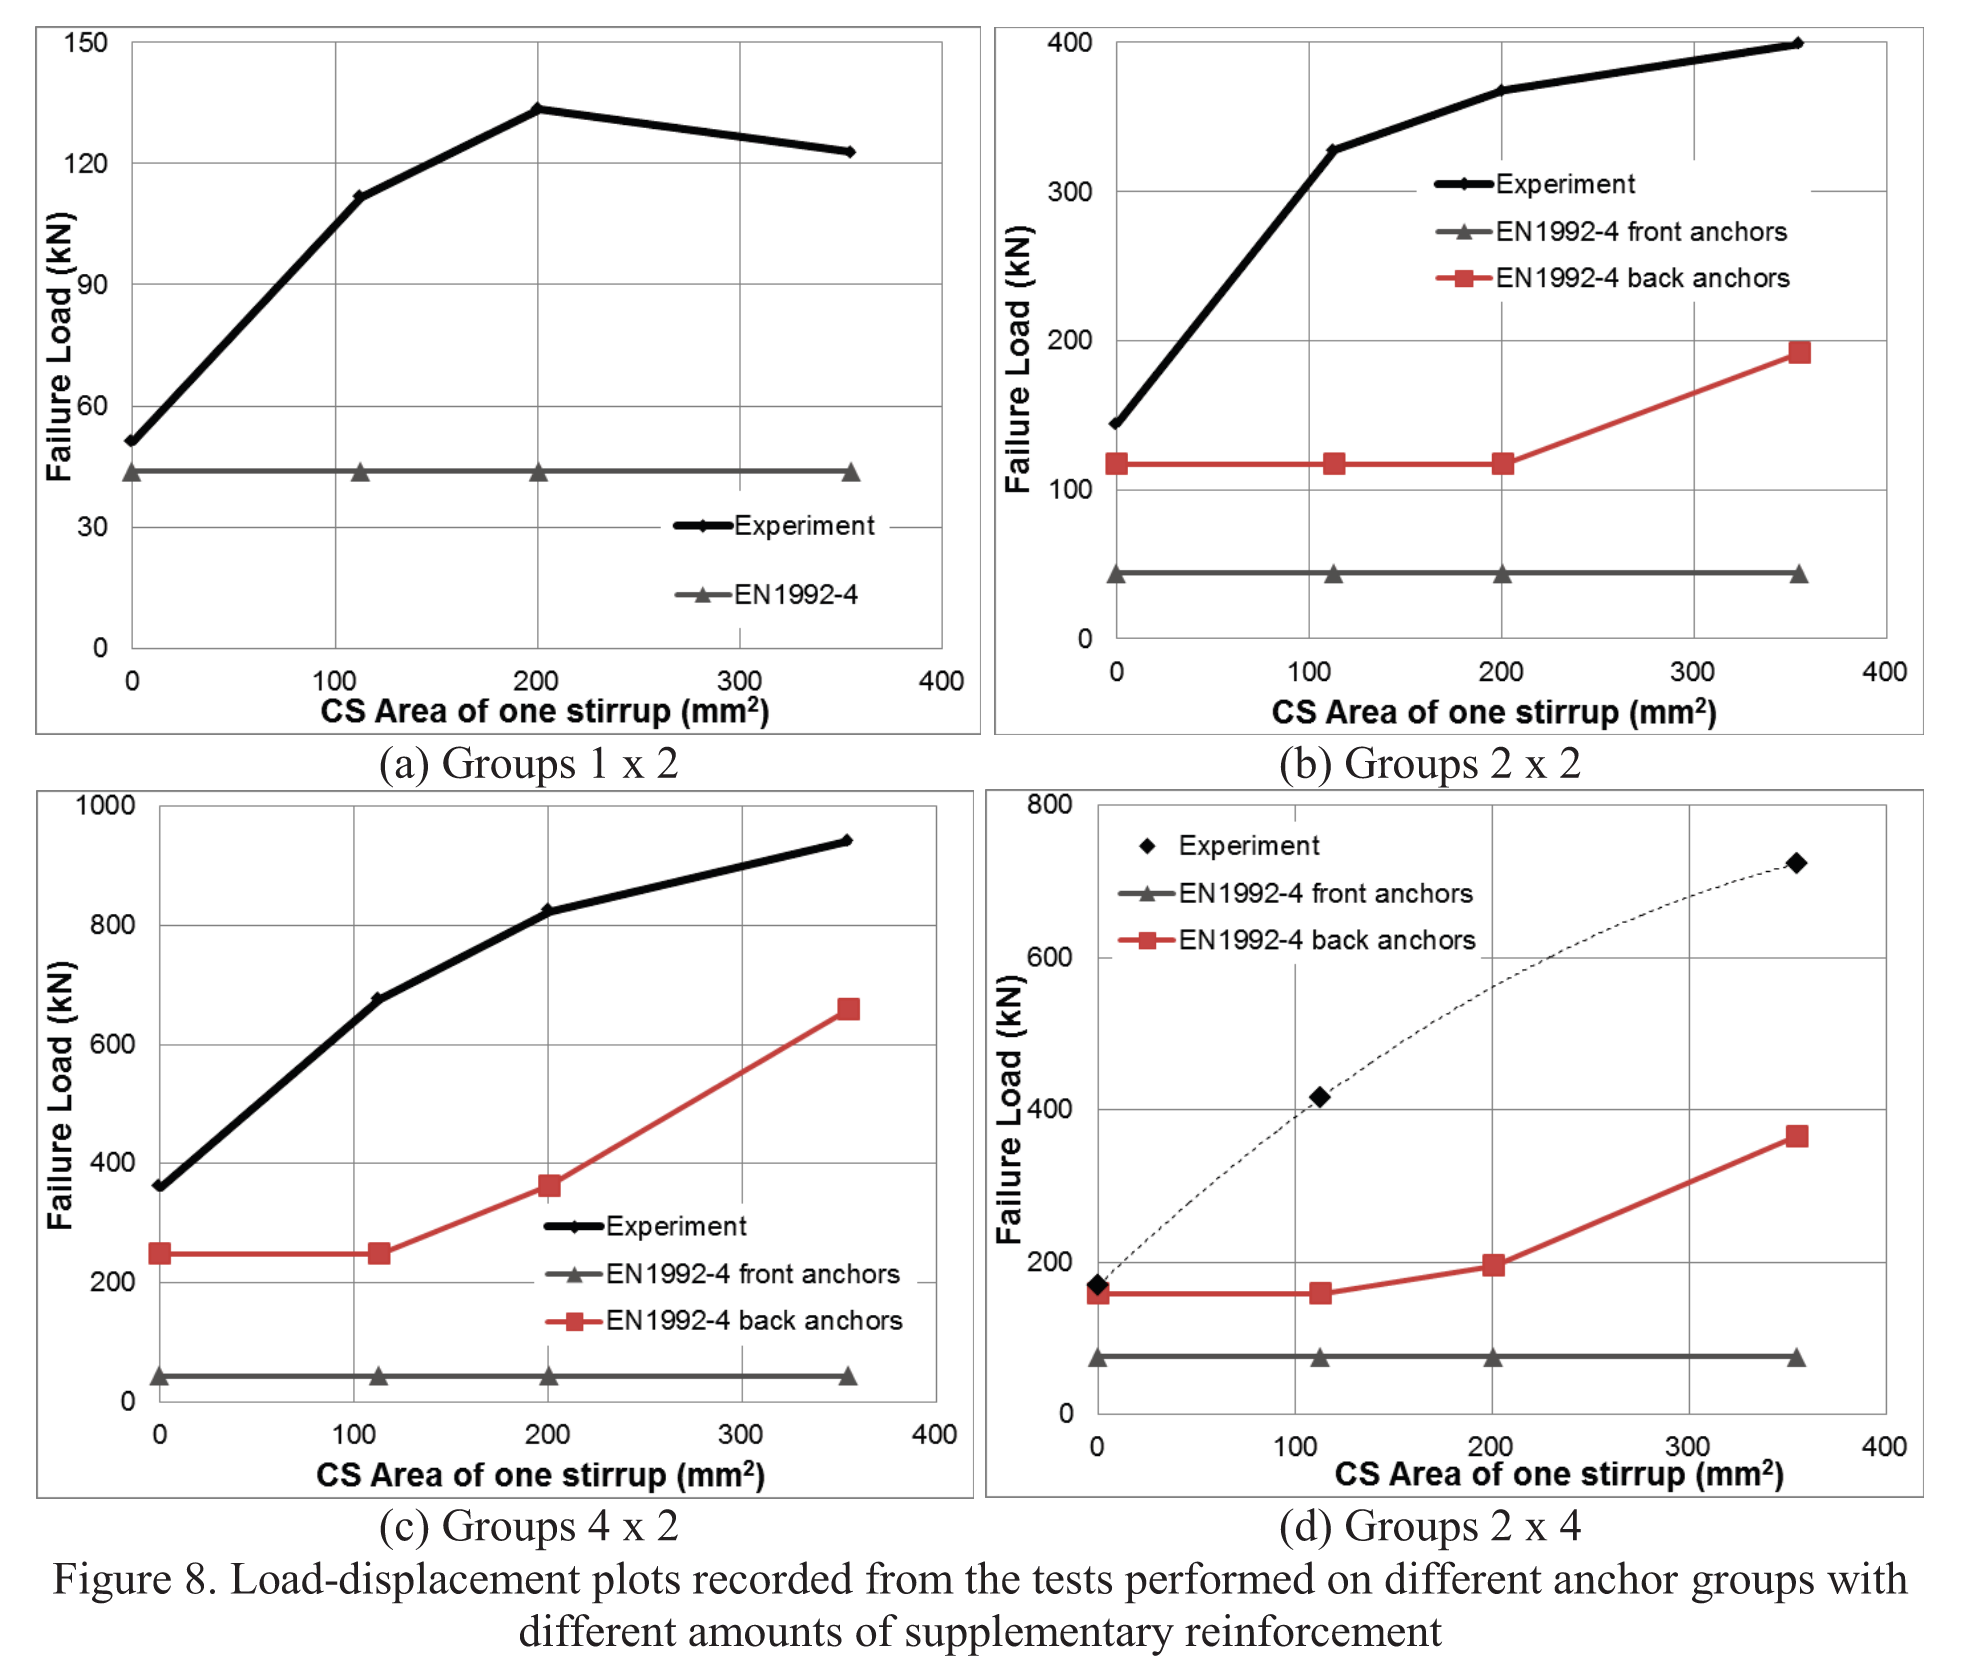 150
120
90
60
30
0
0 100 200 300 400
Failure Load (kN)
CS Area of one stirrup (mm²)
Experiment
EN1992-4
(a) Groups 1 x 2
400
300
200
100
0
0 100 200 300 400
Failure Load (kN)
CS Area of one stirrup (mm²)
Experiment
EN1992-4 front anchors
EN1992-4 back anchors
(b) Groups 2 x 2
1000
800
600
400
200
0
0 100 200 300 400
Failure Load (kN)
CS Area of one stirrup (mm²)
Experiment
EN1992-4 front anchors
EN1992-4 back anchors
(c) Groups 4 x 2
800
600
400
200
0
0 100 200 300 400
Failure Load (kN)
CS Area of one stirrup (mm²)
Experiment
EN1992-4 front anchors
EN1992-4 back anchors
(d) Groups 2 x 4
Figure 8. Load-displacement plots recorded from the tests performed on different anchor groups with
different amounts of supplementary reinforcement